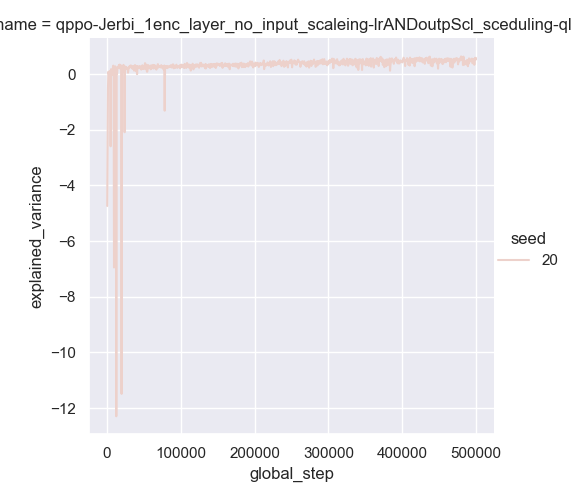 name = qppo-Jerbi_1enc_layer_no_input_scaleing-lrANDoutpScl_sceduling-ql
0
−2
−4
−6
−8
−10
−12
explained_variance
0 100000 200000 300000 400000 500000
global_step
seed
20